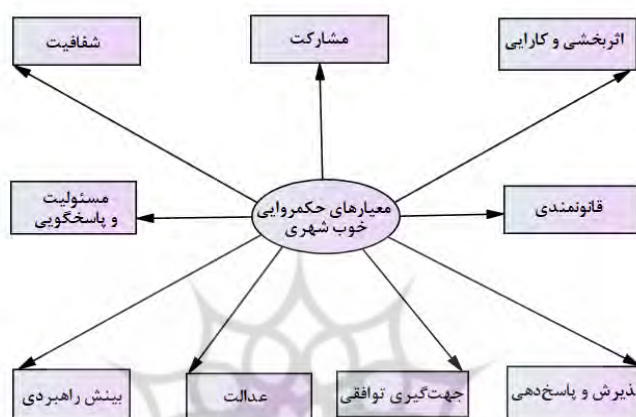 اثربخشی و کارایی
مشارکت
شفافیت
معیارهای حکمروایی
خوب شهری
قانونمندی
مسئولیت
و پاسخگویی
پذیرش و پاسخ‌دهی
جهت‌گیری توافقی
عدالت
بینش راهبردی